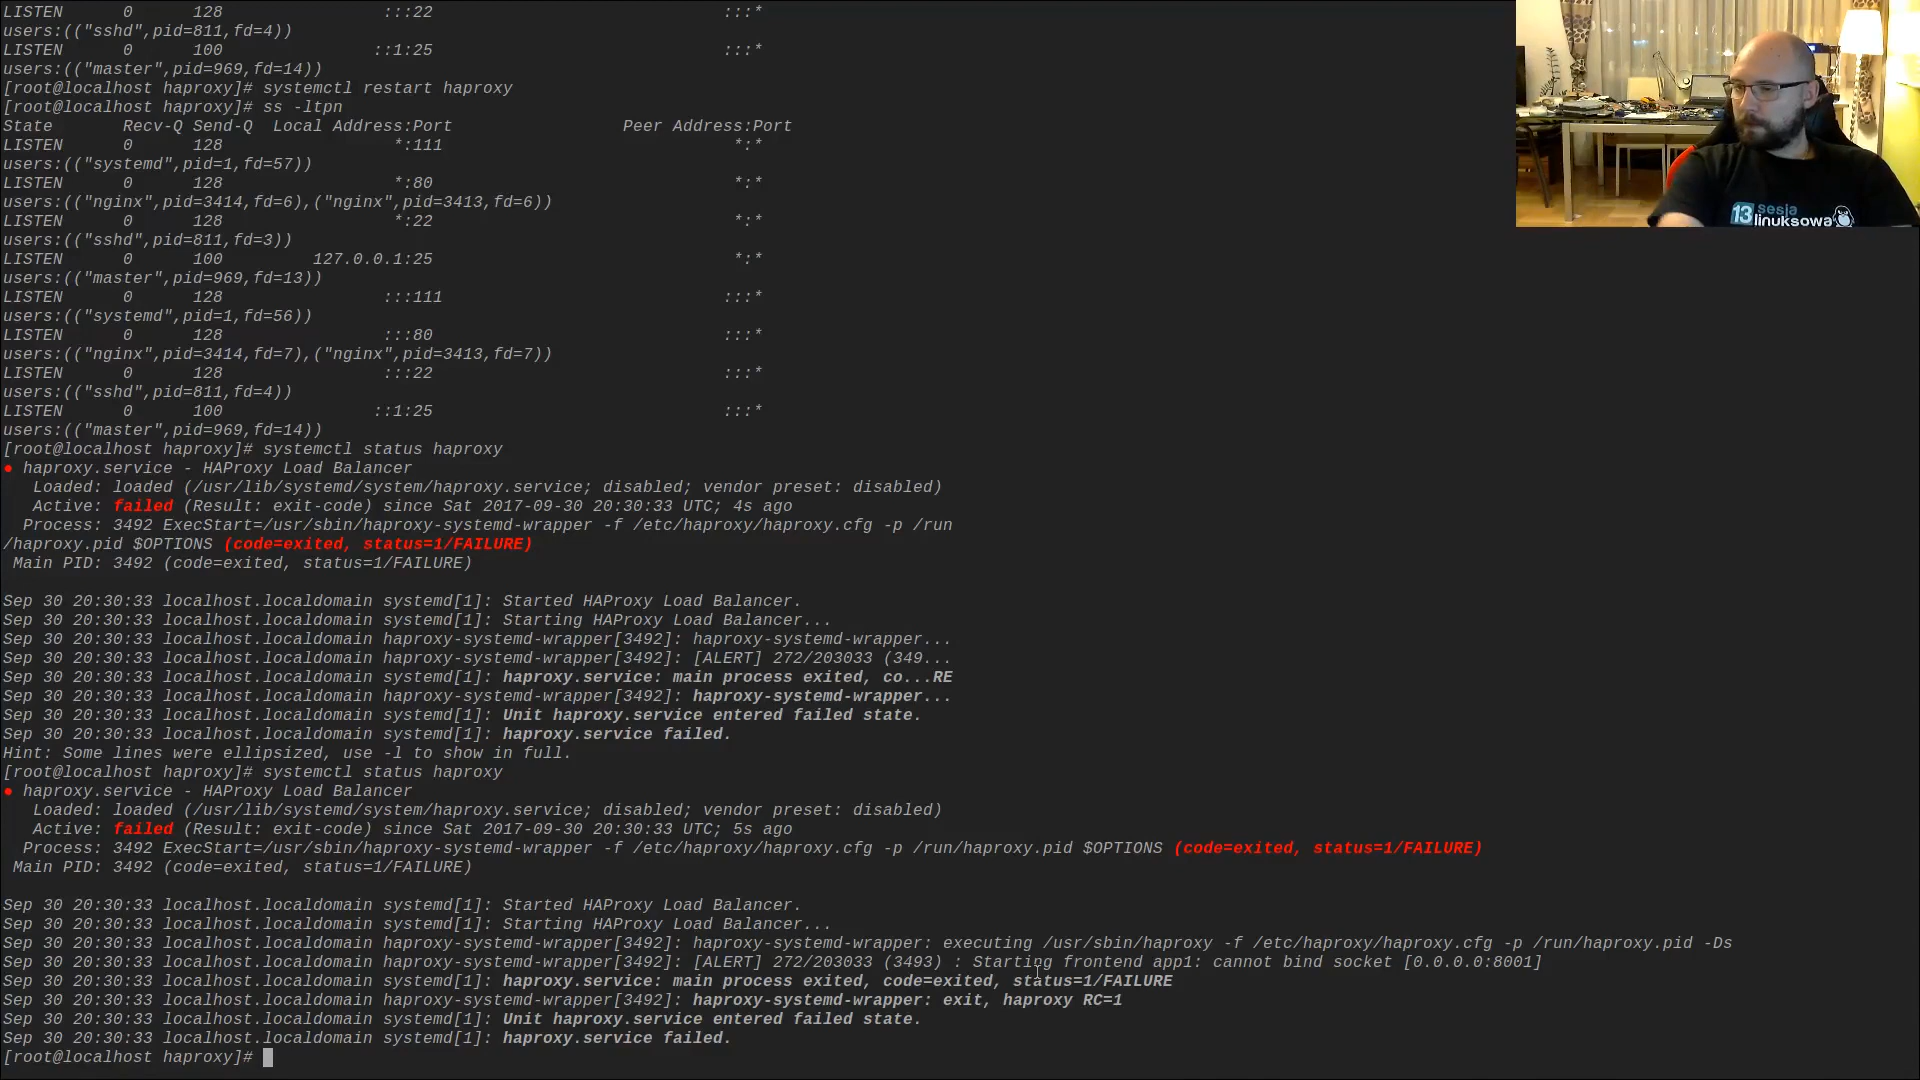 LISTEN     0      128                :::22                             :::*
users:(("sshd",pid=811,fd=4))
LISTEN     0      100               ::1:25                             :::*
users:(("master",pid=969,fd=14))
[root@localhost haproxy]# systemctl restart haproxy
[root@localhost haproxy]# ss -ltpn
State       Recv-Q Send-Q  Local Address:Port                 Peer Address:Port
LISTEN     0      128                 *:111                             *:*
users:(("systemd",pid=1,fd=57))
LISTEN     0      128                 *:80                              *:*
users:(("nginx",pid=3414,fd=6),("nginx",pid=3413,fd=6))
LISTEN     0      128                 *:22                              *:*
users:(("sshd",pid=811,fd=3))
LISTEN     0      100         127.0.0.1:25                              *:*
users:(("master",pid=969,fd=13))
LISTEN     0      128                :::111                            :::*
users:(("systemd",pid=1,fd=56))
LISTEN     0      128                :::80                             :::*
users:(("nginx",pid=3414,fd=7),("nginx",pid=3413,fd=7))
LISTEN     0      128                :::22                             :::*
users:(("sshd",pid=811,fd=4))
LISTEN     0      100               ::1:25                             :::*
users:(("master",pid=969,fd=14))
[root@localhost haproxy]# systemctl status haproxy
● haproxy.service - HAProxy Load Balancer
   Loaded: loaded (/usr/lib/systemd/system/haproxy.service; disabled; vendor preset: disabled)
   Active: failed (Result: exit-code) since Sat 2017-09-30 20:30:33 UTC; 4s ago
  Process: 3492 ExecStart=/usr/sbin/haproxy-systemd-wrapper -f /etc/haproxy/haproxy.cfg -p /run
/haproxy.pid $OPTIONS (code=exited, status=1/FAILURE)
 Main PID: 3492 (code=exited, status=1/FAILURE)
Sep 30 20:30:33 localhost.localdomain systemd[1]: Started HAProxy Load Balancer.
Sep 30 20:30:33 localhost.localdomain systemd[1]: Starting HAProxy Load Balancer...
Sep 30 20:30:33 localhost.localdomain haproxy-systemd-wrapper[3492]: haproxy-systemd-wrapper...
Sep 30 20:30:33 localhost.localdomain haproxy-systemd-wrapper[3492]: [ALERT] 272/203033 (349...
Sep 30 20:30:33 localhost.localdomain systemd[1]: haproxy.service: main process exited, co...RE
Sep 30 20:30:33 localhost.localdomain haproxy-systemd-wrapper[3492]: haproxy-systemd-wrapper...
Sep 30 20:30:33 localhost.localdomain systemd[1]: Unit haproxy.service entered failed state.
Sep 30 20:30:33 localhost.localdomain systemd[1]: haproxy.service failed.
Hint: Some lines were ellipsized, use -l to show in full.
[root@localhost haproxy]# systemctl status haproxy
● haproxy.service - HAProxy Load Balancer
   Loaded: loaded (/usr/lib/systemd/system/haproxy.service; disabled; vendor preset: disabled)
   Active: failed (Result: exit-code) since Sat 2017-09-30 20:30:33 UTC; 5s ago
  Process: 3492 ExecStart=/usr/sbin/haproxy-systemd-wrapper -f /etc/haproxy/haproxy.cfg -p /run/haproxy.pid $OPTIONS (code=exited, status=1/FAILURE)
 Main PID: 3492 (code=exited, status=1/FAILURE)
Sep 30 20:30:33 localhost.localdomain systemd[1]: Started HAProxy Load Balancer.
Sep 30 20:30:33 localhost.localdomain systemd[1]: Starting HAProxy Load Balancer...
Sep 30 20:30:33 localhost.localdomain haproxy-systemd-wrapper[3492]: haproxy-systemd-wrapper: executing /usr/sbin/haproxy -f /etc/haproxy/haproxy.cfg -p /run/haproxy.pid -Ds
Sep 30 20:30:33 localhost.localdomain haproxy-systemd-wrapper[3492]: [ALERT] 272/203033 (3493) : Starting frontend app1: cannot bind socket [0.0.0.0:8001]
Sep 30 20:30:33 localhost.localdomain systemd[1]: haproxy.service: main process exited, code=exited, status=1/FAILURE
Sep 30 20:30:33 localhost.localdomain haproxy-systemd-wrapper[3492]: haproxy-systemd-wrapper: exit, haproxy RC=1
Sep 30 20:30:33 localhost.localdomain systemd[1]: Unit haproxy.service entered failed state.
Sep 30 20:30:33 localhost.localdomain systemd[1]: haproxy.service failed.
[root@localhost haproxy]#
13 sesja
linuksowa